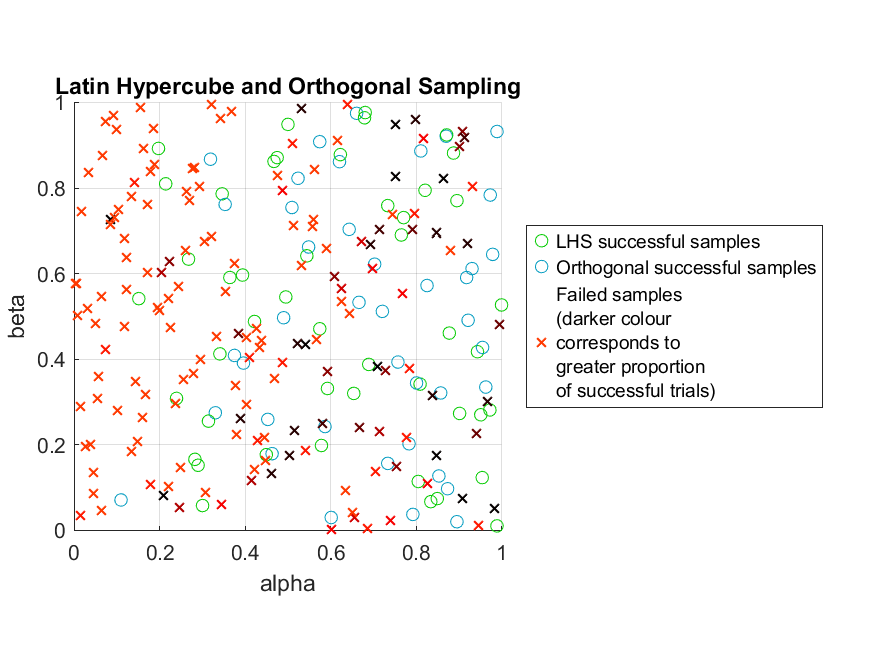 Latin Hypercube and Orthogonal Sampling
1
0.8
0.6
0.4
0.2
0
0 0.2 0.4 0.6 0.8 1
alpha
beta
LHS successful samples
Orthogonal successful samples
Failed samples
(darker colour
corresponds to
greater proportion
of successful trials)